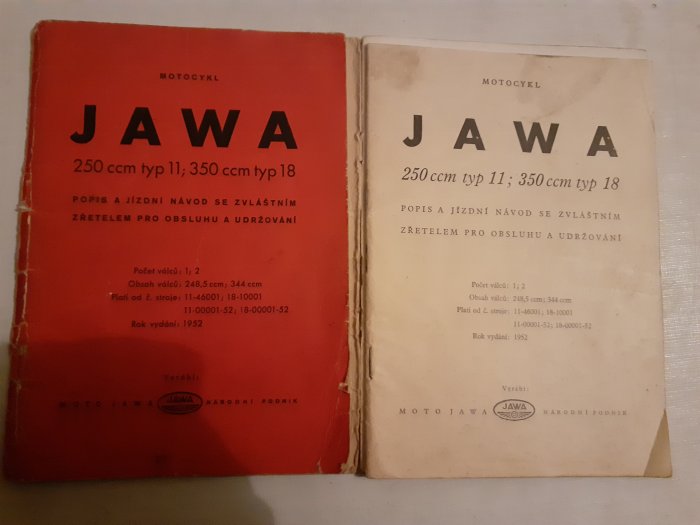 MOTOCYKL
JAWA
250 ccm typ 11; 350 ccm typ 18
POPIS A JÍZDNÍ NÁVOD SE ZVLÁŠTNÍM
ZŘETELEM PRO OBSLUHU A UDRŽOVÁNÍ
Počet válců: 1; 2
Obsah válců: 248,5 ccm; 344 ccm
Platí od č. stroje: 11-46001; 18-10001
11-00001-52; 18-00001-52
Rok vydání: 1952
Vyrábí:
MOTO JAWA JAWA NÁRODNÍ PODNIK
MOTOCYKL
JAWA
250 ccm typ 11; 350 ccm typ 18
POPIS A JÍZDNÍ NÁVOD SE ZVLÁŠTNÍM
ZŘETELEM PRO OBSLUHU A UDRŽOVÁNÍ
Počet válců: 1; 2
Obsah válců: 248,5 ccm; 344 ccm
Platí od č. stroje: 11-46001; 18-10001
11-00001-52; 18-00001-52
Rok vydání: 1952
Vyrábí:
MOTO JAWA JAWA NÁRODNÍ PODNIK